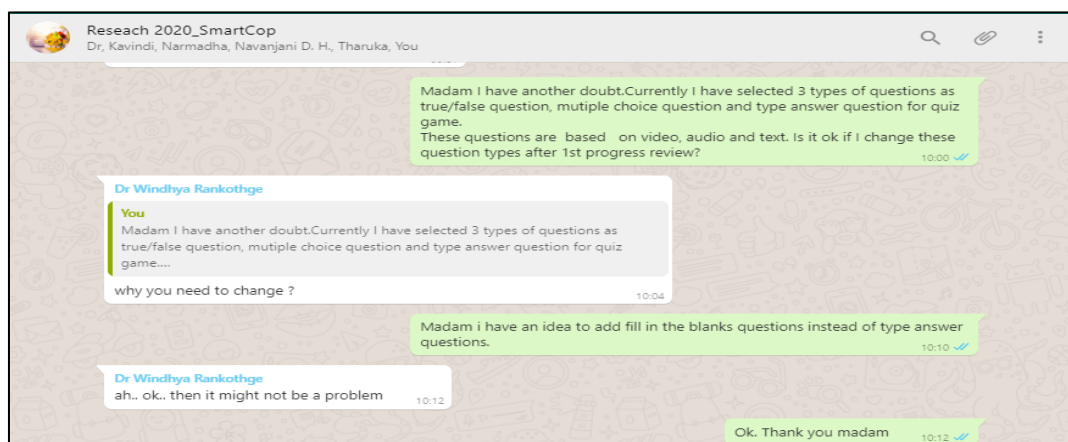 Reseach 2020_SmartCop
Dr, Kavindi, Narmadha, Navanjani D. H., Tharuka, You
Madam I have another doubt.Currently I have selected 3 types of questions as
true/false question, mutiple choice question and type answer question for quiz
game.
These questions are based on video, audio and text. Is it ok if I change these
question types after 1st progress review?
10:00
Dr Windhya Rankothge
You
Madam I have another doubt.Currently I have selected 3 types of questions as
true/false question, mutiple choice question and type answer question for quiz
game....
why you need to change ?
10:04
Madam i have an idea to add fill in the blanks questions instead of type answer
questions.
10:10
Dr Windhya Rankothge
ah.. ok.. then it might not be a problem
10:12
Ok. Thank you madam
10:12